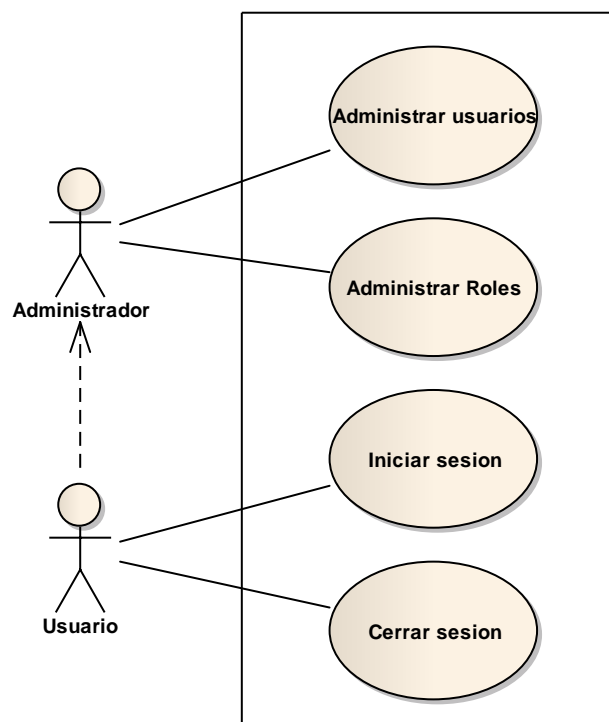 Administrar usuarios
Administrador
Administrar Roles
Iniciar sesion
Usuario
Cerrar sesion